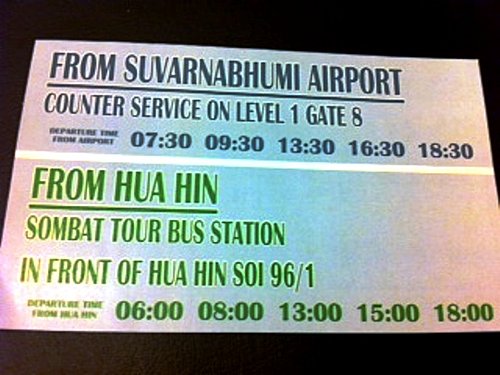 FROM SUVARNABHUMI AIRPORT
COUNTER SERVICE ON LEVEL 1 GATE 8
DEPARTURE TIME
FROM AIRPORT
07:30 09:30 13:30 16:30 18:30
FROM HUA HIN
SOMBAT TOUR BUS STATION
IN FRONT OF HUA HIN SOI 96/1
DEPARTURE TIME
FROM HUA HIN
06:00 08:00 13:00 15:00 18:00